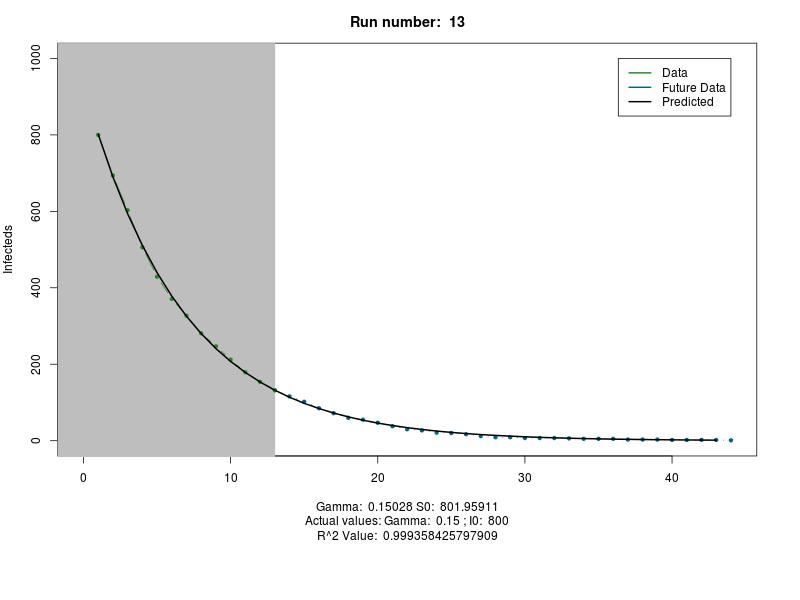 Run number: 13
1000
800
600
400
200
0
Infecteds
Data
Future Data
Predicted
0 10 20 30 40
Gamma: 0.15028 S0: 801.95911
Actual values: Gamma: 0.15 ; I0: 800
R^2 Value: 0.999358425797909